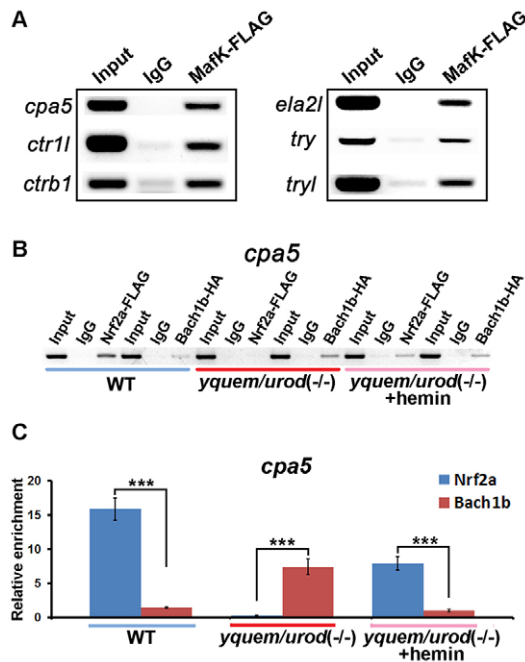 A
Input IgG MafK-FLAG
cpa5
ctr1l
ctrb1
Input IgG MafK-FLAG
ela2l
try
tryl
B
cpa5
Input IgG Nrf2a-FLAG Input IgG Bach1b-HA Input IgG Nrf2a-FLAG Input IgG Bach1b-HA Input IgG Nrf2a-FLAG Input IgG Bach1b-HA
WT yquem/urod(-/-) yquem/urod(-/-)
+hemin
C
cpa5
Relative enrichment
20
15
10
5
0
***
***
***
Nrf2a
Bach1b
WT yquem/urod(-/-) yquem/urod(-/-)
+hemin